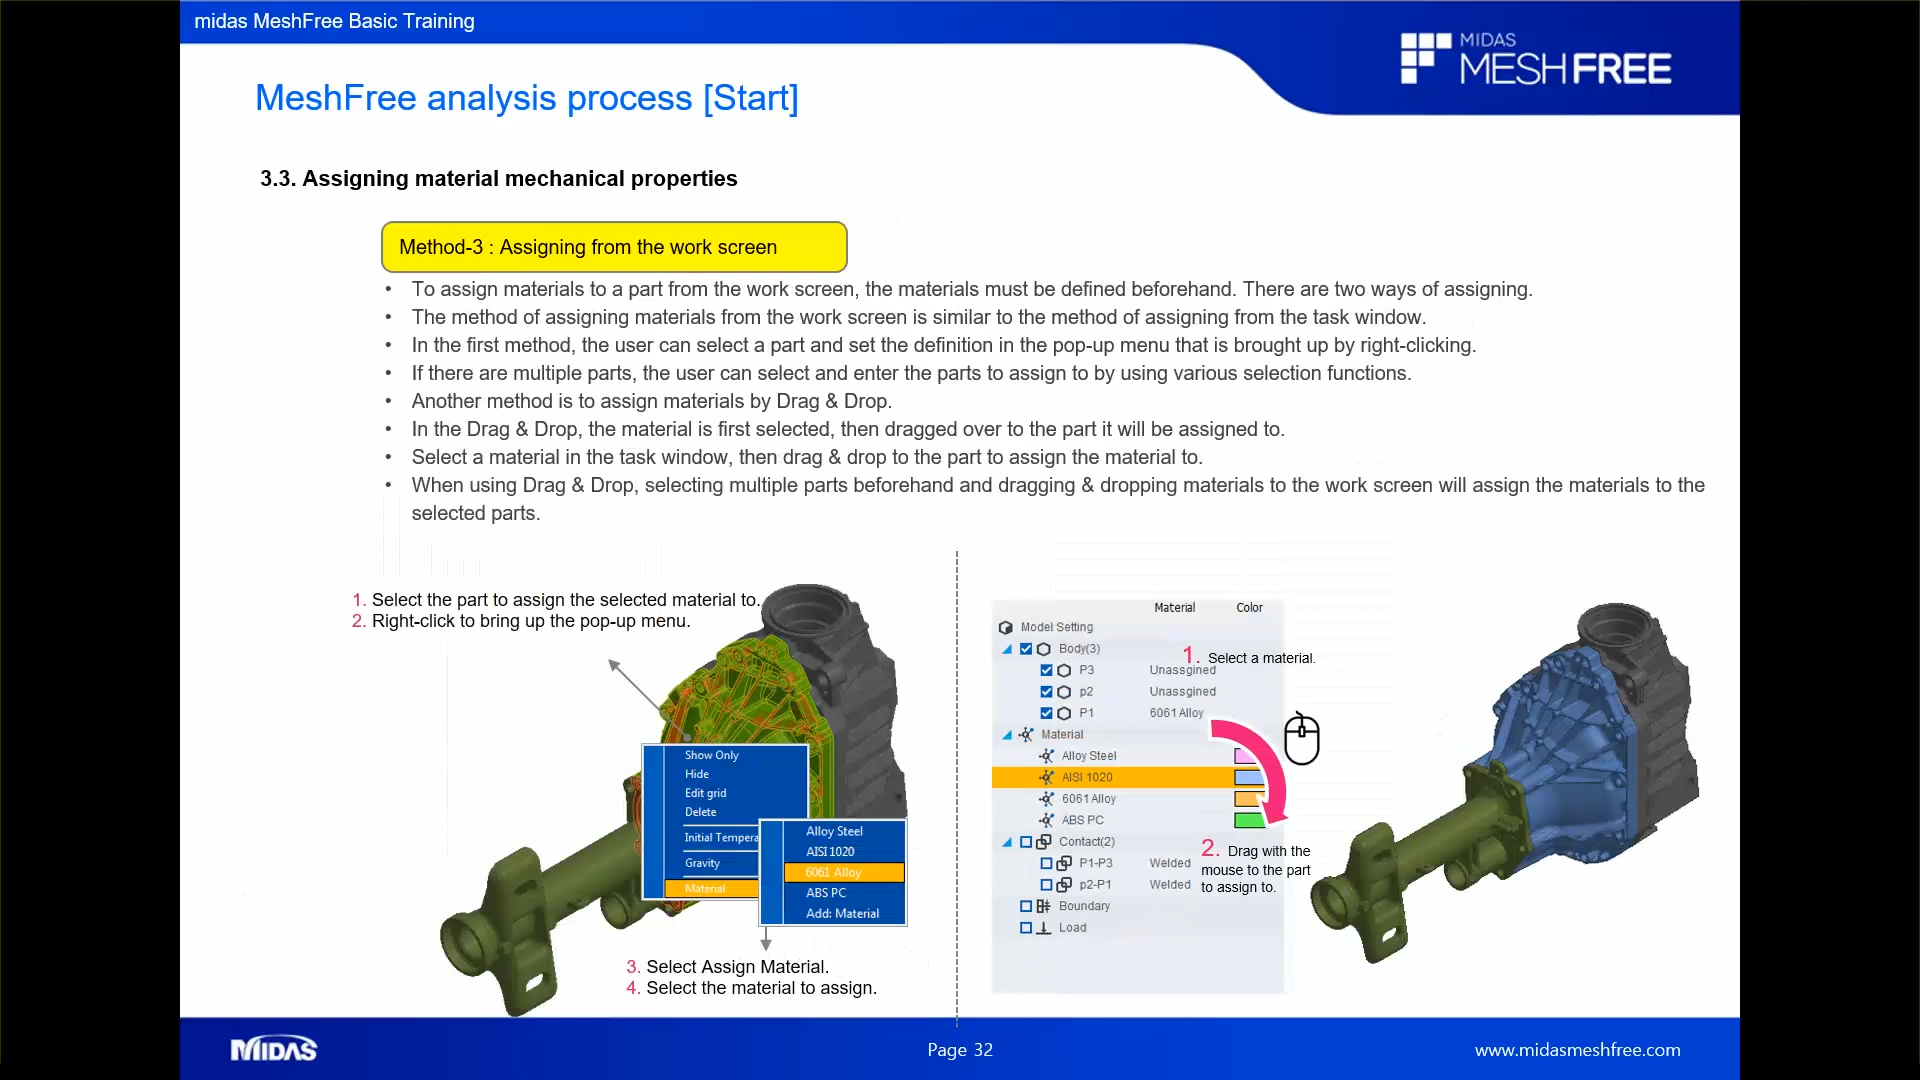 midas MeshFree Basic Training
MIDAS
MESHFREE
MeshFree analysis process [Start]
3.3. Assigning material mechanical properties
Method-3 : Assigning from the work screen
• To assign materials to a part from the work screen, the materials must be defined beforehand. There are two ways of assigning.
• The method of assigning materials from the work screen is similar to the method of assigning from the task window.
• In the first method, the user can select a part and set the definition in the pop-up menu that is brought up by right-clicking.
• If there are multiple parts, the user can select and enter the parts to assign to by using various selection functions.
• Another method is to assign materials by Drag & Drop.
• In the Drag & Drop, the material is first selected, then dragged over to the part it will be assigned to.
• Select a material in the task window, then drag & drop to the part to assign the material to.
• When using Drag & Drop, selecting multiple parts beforehand and dragging & dropping materials to the work screen will assign the materials to the
selected parts.
1. Select the part to assign the selected material to.
2. Right-click to bring up the pop-up menu.
Show Only
Hide
Edit grid
Delete
Initial Tempera
Gravity
Material
Alloy Steel
AISI 1020
6061 Alloy
ABS PC
Add: Material
3. Select Assign Material.
4. Select the material to assign.
Material Color
Model Setting
Body(3)
P3 Unassgined
p2 Unassgined
P1 6061 Alloy
Material
Alloy Steel
AISI 1020
6061 Alloy
ABS PC
Contact(2)
P1-P3 Welded
p2-P1 Welded
Boundary
Load
1. Select a material.
2. Drag with the
mouse to the part
to assign to.
MIDAS
Page 32
www.midasmeshfree.com